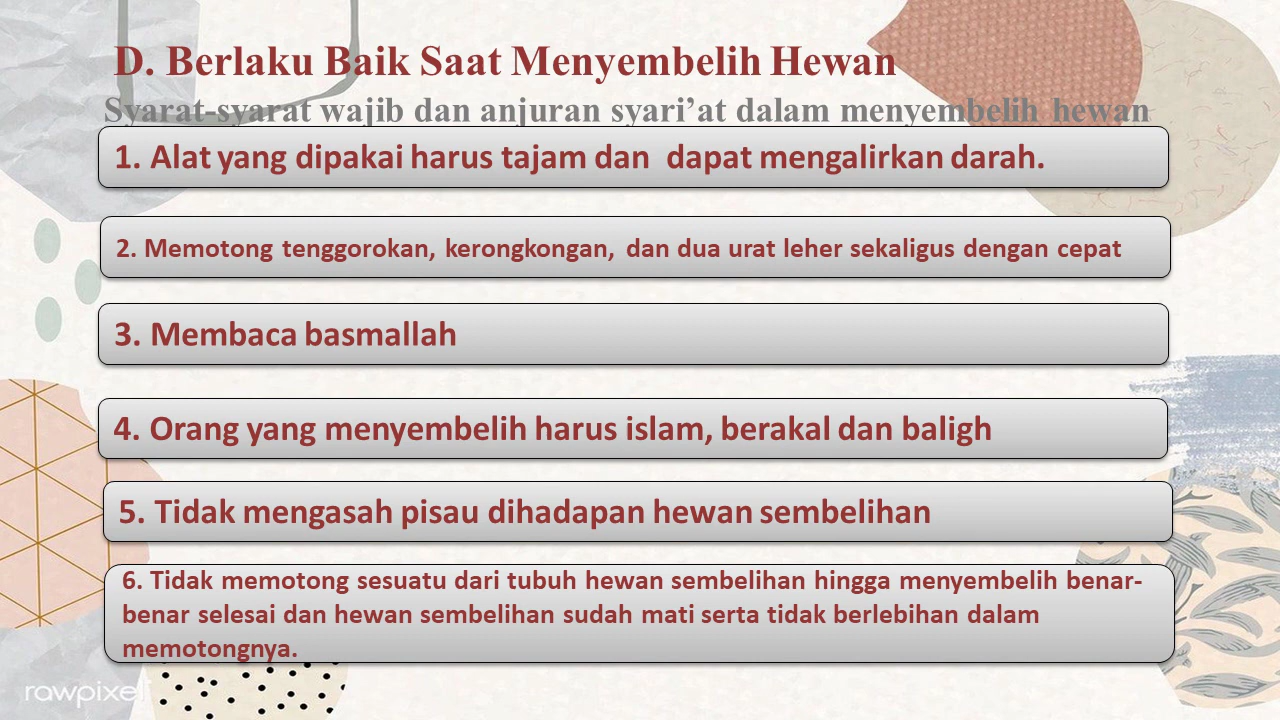 D. Berlaku Baik Saat Menyembelih Hewan
Syarat-syarat wajib dan anjuran syari’at dalam menyembelih hewan
1. Alat yang dipakai harus tajam dan dapat mengalirkan darah.
2. Memotong tenggorokan, kerongkongan, dan dua urat leher sekaligus dengan cepat
3. Membaca basmallah
4. Orang yang menyembelih harus islam, berakal dan baligh
5. Tidak mengasah pisau dihadapan hewan sembelihan
6. Tidak memotong sesuatu dari tubuh hewan sembelihan hingga menyembelih benar-
benar selesai dan hewan sembelihan sudah mati serta tidak berlebihan dalam
memotongnya.
rawpixel